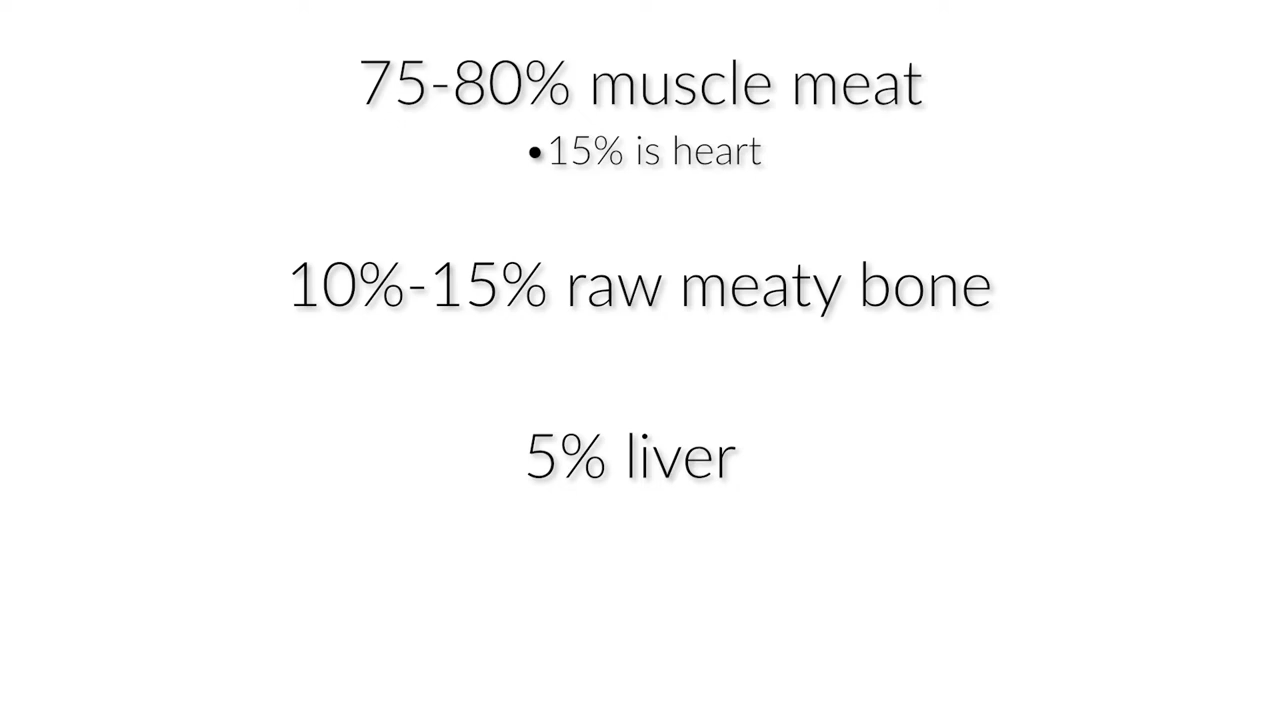 75-80% muscle meat
•15% is heart
10%-15% raw meaty bone
5% liver